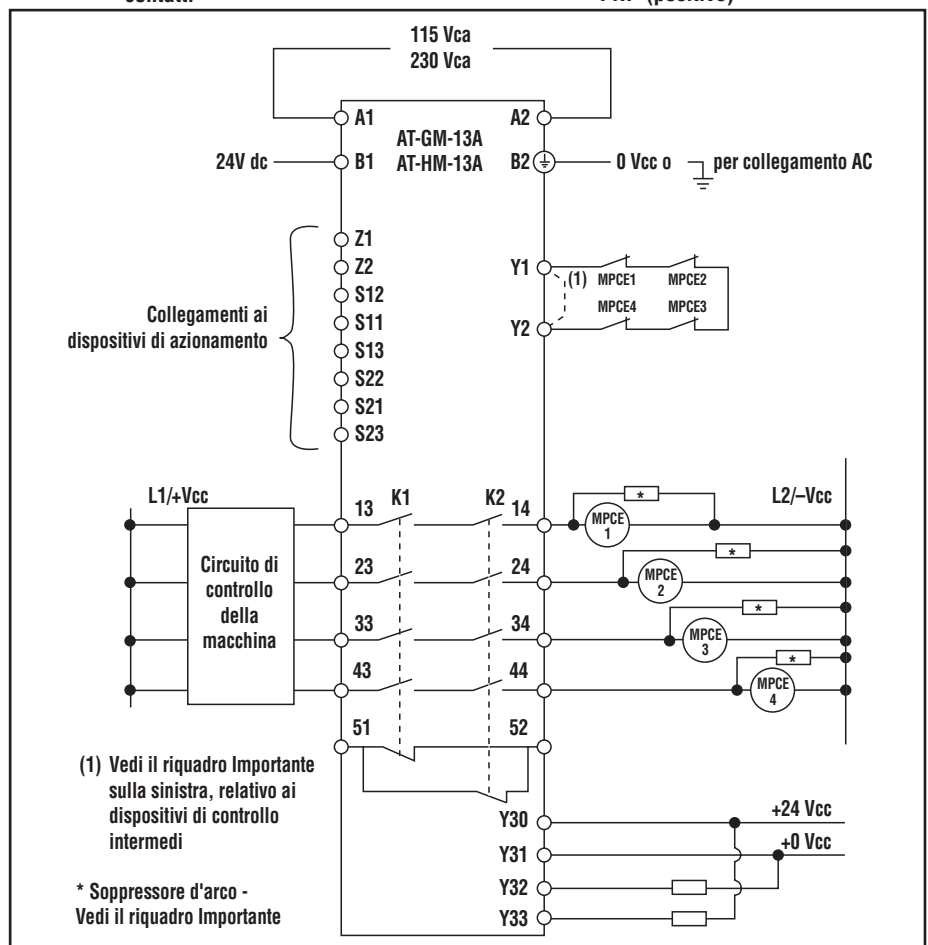 115 Vca
230 Vca
A1
A2
AT-GM-13A
AT-HM-13A
24V dc
B1
B2
0 Vcc o
per collegamento AC
Z1
Z2
S12
S11
S13
S22
S21
S23
Collegamenti ai
dispositivi di azionamento
Y1
(1)
MPCE1
MPCE2
MPCE4
MPCE3
Y2
L1/+Vcc
K1
K2
L2/–Vcc
13
14
*
MPCE
1
Circuito di
controllo
della
macchina
23
24
*
MPCE
2
33
34
*
MPCE
3
43
44
*
MPCE
4
51
52
(1) Vedi il riquadro Importante
sulla sinistra, relativo ai
dispositivi di controllo
intermedi
* Soppressore d'arco -
Vedi il riquadro Importante
Y30
+24 Vcc
Y31
+0 Vcc
Y32
Y33